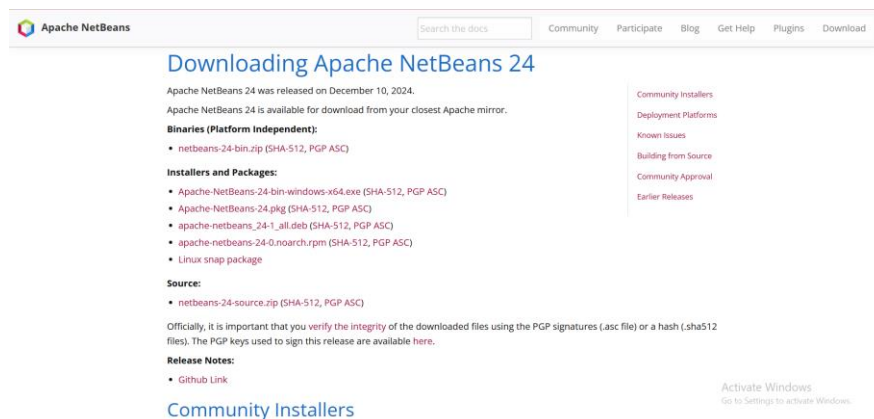 Apache NetBeans
Search the docs
Community Participate Blog Get Help Plugins Download
Downloading Apache NetBeans 24
Apache NetBeans 24 was released on December 10, 2024.
Apache NetBeans 24 is available for download from your closest Apache mirror.
Binaries (Platform Independent):
• netbeans-24-bin.zip (SHA-512, PGP ASC)
Installers and Packages:
• Apache-NetBeans-24-bin-windows-x64.exe (SHA-512, PGP ASC)
• Apache-NetBeans-24.pkg (SHA-512, PGP ASC)
• apache-netbeans_24-1_all.deb (SHA-512, PGP ASC)
• apache-netbeans-24-0.noarch.rpm (SHA-512, PGP ASC)
• Linux snap package
Source:
• netbeans-24-source.zip (SHA-512, PGP ASC)
Officially, it is important that you verify the integrity of the downloaded files using the PGP signatures (.asc file) or a hash (.sha512
files). The PGP keys used to sign this release are available here.
Release Notes:
• Github Link
Community Installers
Community Installers
Deployment Platforms
Known Issues
Building from Source
Community Approval
Earlier Releases
Activate Windows
Go to Settings to activate Windows.